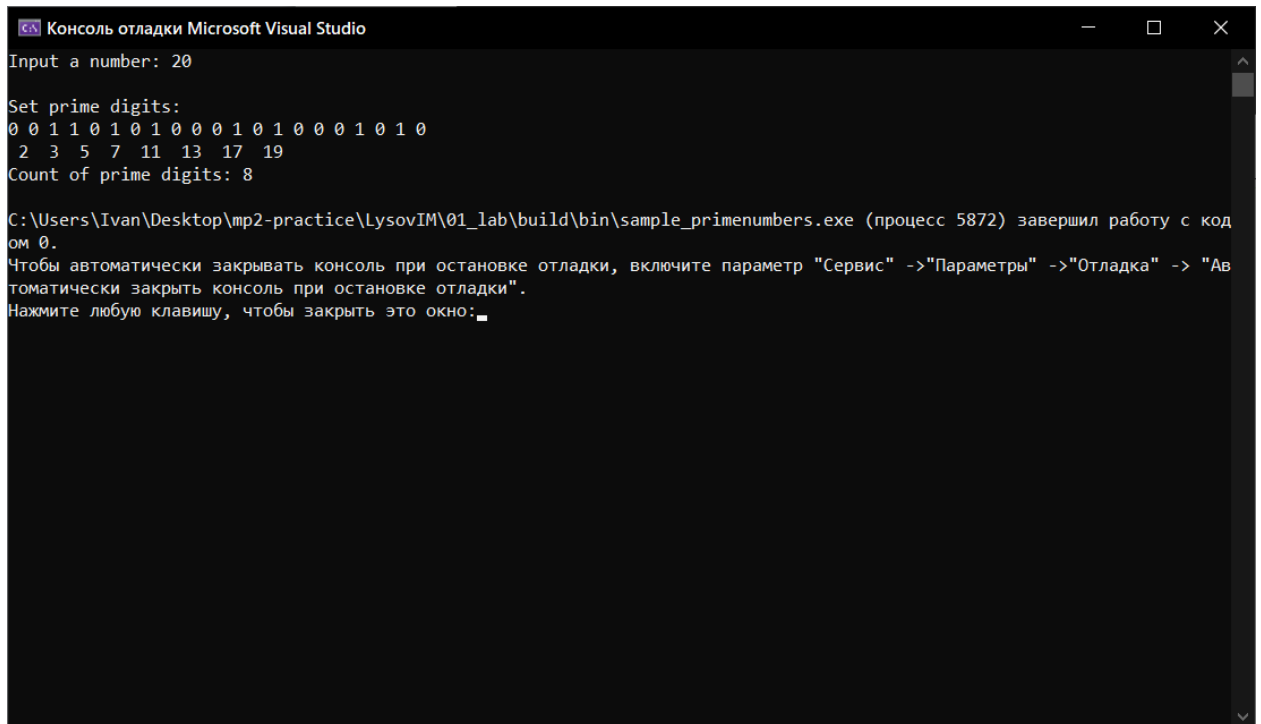 Консоль отладки Microsoft Visual Studio
Input a number: 20
Set prime digits:
0 0 1 1 0 1 0 1 0 0 0 1 0 1 0 0 0 1 0 1 0
2 3 5 7 11 13 17 19
Count of prime digits: 8
C:\Users\Ivan\Desktop\mp2-practice\LysovIM\01_lab\build\bin\sample_primenumbers.exe (процесс 5872) завершил работу с код
ом 0.
Чтобы автоматически закрывать консоль при остановке отладки, включите параметр "Сервис" ->"Параметры" ->"Отладка" -> "Ав
томатически закрыть консоль при остановке отладки".
Нажмите любую клавишу, чтобы закрыть это окно: